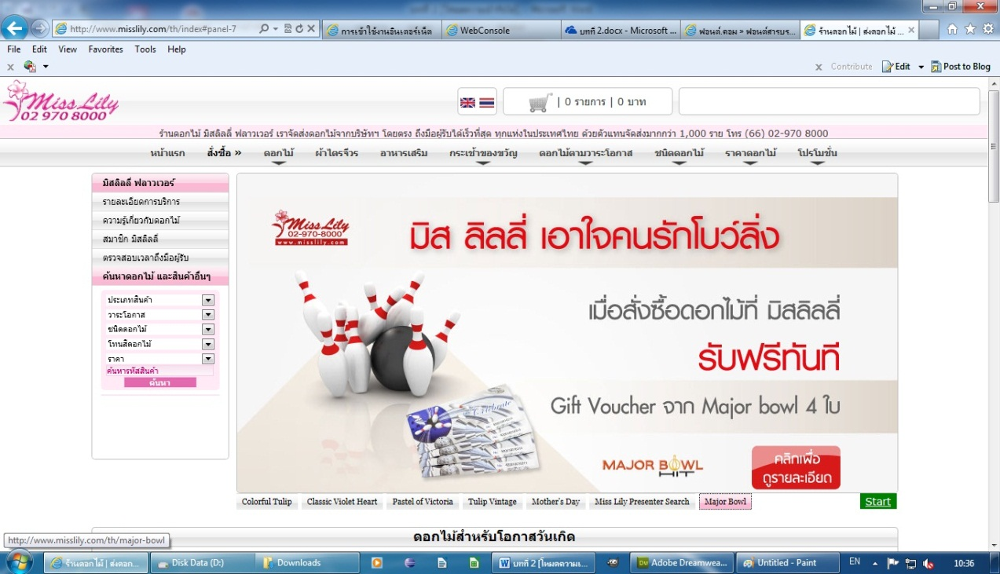 http://www.misslily.com/th/index#panel-7
การเข้าใช้งานอินเตอร์เน็ต
WebConsole
บทที่ 2.docx - Microsoft ...
ฟอนต์.คอม » ฟอนต์สารบร...
ร้านดอกไม้ | ส่งดอกไม้ ...
File Edit View Favorites Tools Help
x
x Contribute Edit Post to Blog
Miss Lily
02 970 8000
| 0 รายการ | 0 บาท
ร้านดอกไม้ มิสลิลลี่ ฟลาวเวอร์ เราจัดส่งดอกไม้จากบริษัทฯ โดยตรง ถึงมือผู้รับได้เร็วที่สุด ทุกแห่งในประเทศไทย ด้วยตัวแทนจัดส่งมากกว่า 1,000 ราย โทร (66) 02-970 8000
หน้าแรก สั่งซื้อ » ดอกไม้ ผ้าไตรจีวร อาหารเสริม กระเช้าของขวัญ ดอกไม้ตามวาระโอกาส ชนิดดอกไม้ ราคาดอกไม้ โปรโมชั่น
มิสลิลลี่ ฟลาวเวอร์
รายละเอียดการบริการ
ความรู้เกี่ยวกับดอกไม้
สมาชิก มิสลิลลี่
ตรวจสอบเวลาถึงมือผู้รับ
ค้นหาดอกไม้ และสินค้าอื่นๆ
ประเภทสินค้า
วาระโอกาส
ชนิดดอกไม้
โทนสีดอกไม้
ราคา
ค้นหารหัสสินค้า
ค้นหา
Miss Lily
02-970-8000
www.misslily.com
มิส ลิลลี่ เอาใจคนรักโบว์ลิ่ง
เมื่อสั่งซื้อดอกไม้ที่ มิสลิลลี่
รับฟรีทันที
Gift Voucher จาก Major bowl 4 ใบ
Celebrate
MAJOR BOWL
HIT
คลิกเพื่อ
ดูรายละเอียด
Colorful Tulip Classic Violet Heart Pastel of Victoria Tulip Vintage Mother's Day Miss Lily Presenter Search Major Bowl Start
ดอกไม้สำหรับโอกาสวันเกิด
http://www.misslily.com/th/major-bowl
ร้านดอกไม้ | ส่งดอก...
Disk Data (D:)
Downloads
บทที่ 2 [โหมดความเ...
Adobe Dreamwea...
Untitled - Paint
EN
10:36